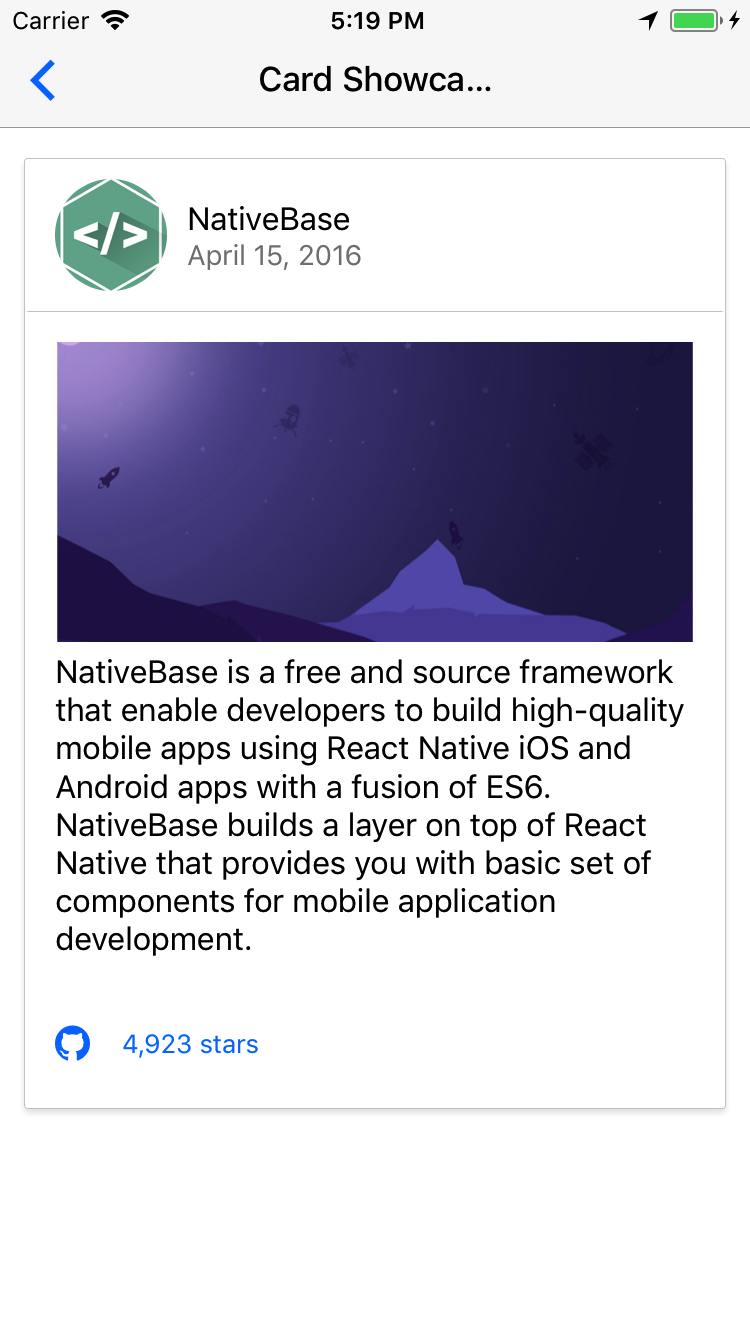 Carrier 5:19 PM
Card Showca...
</>
NativeBase
April 15, 2016
NativeBase is a free and source framework
that enable developers to build high-quality
mobile apps using React Native iOS and
Android apps with a fusion of ES6.
NativeBase builds a layer on top of React
Native that provides you with basic set of
components for mobile application
development.
4,923 stars